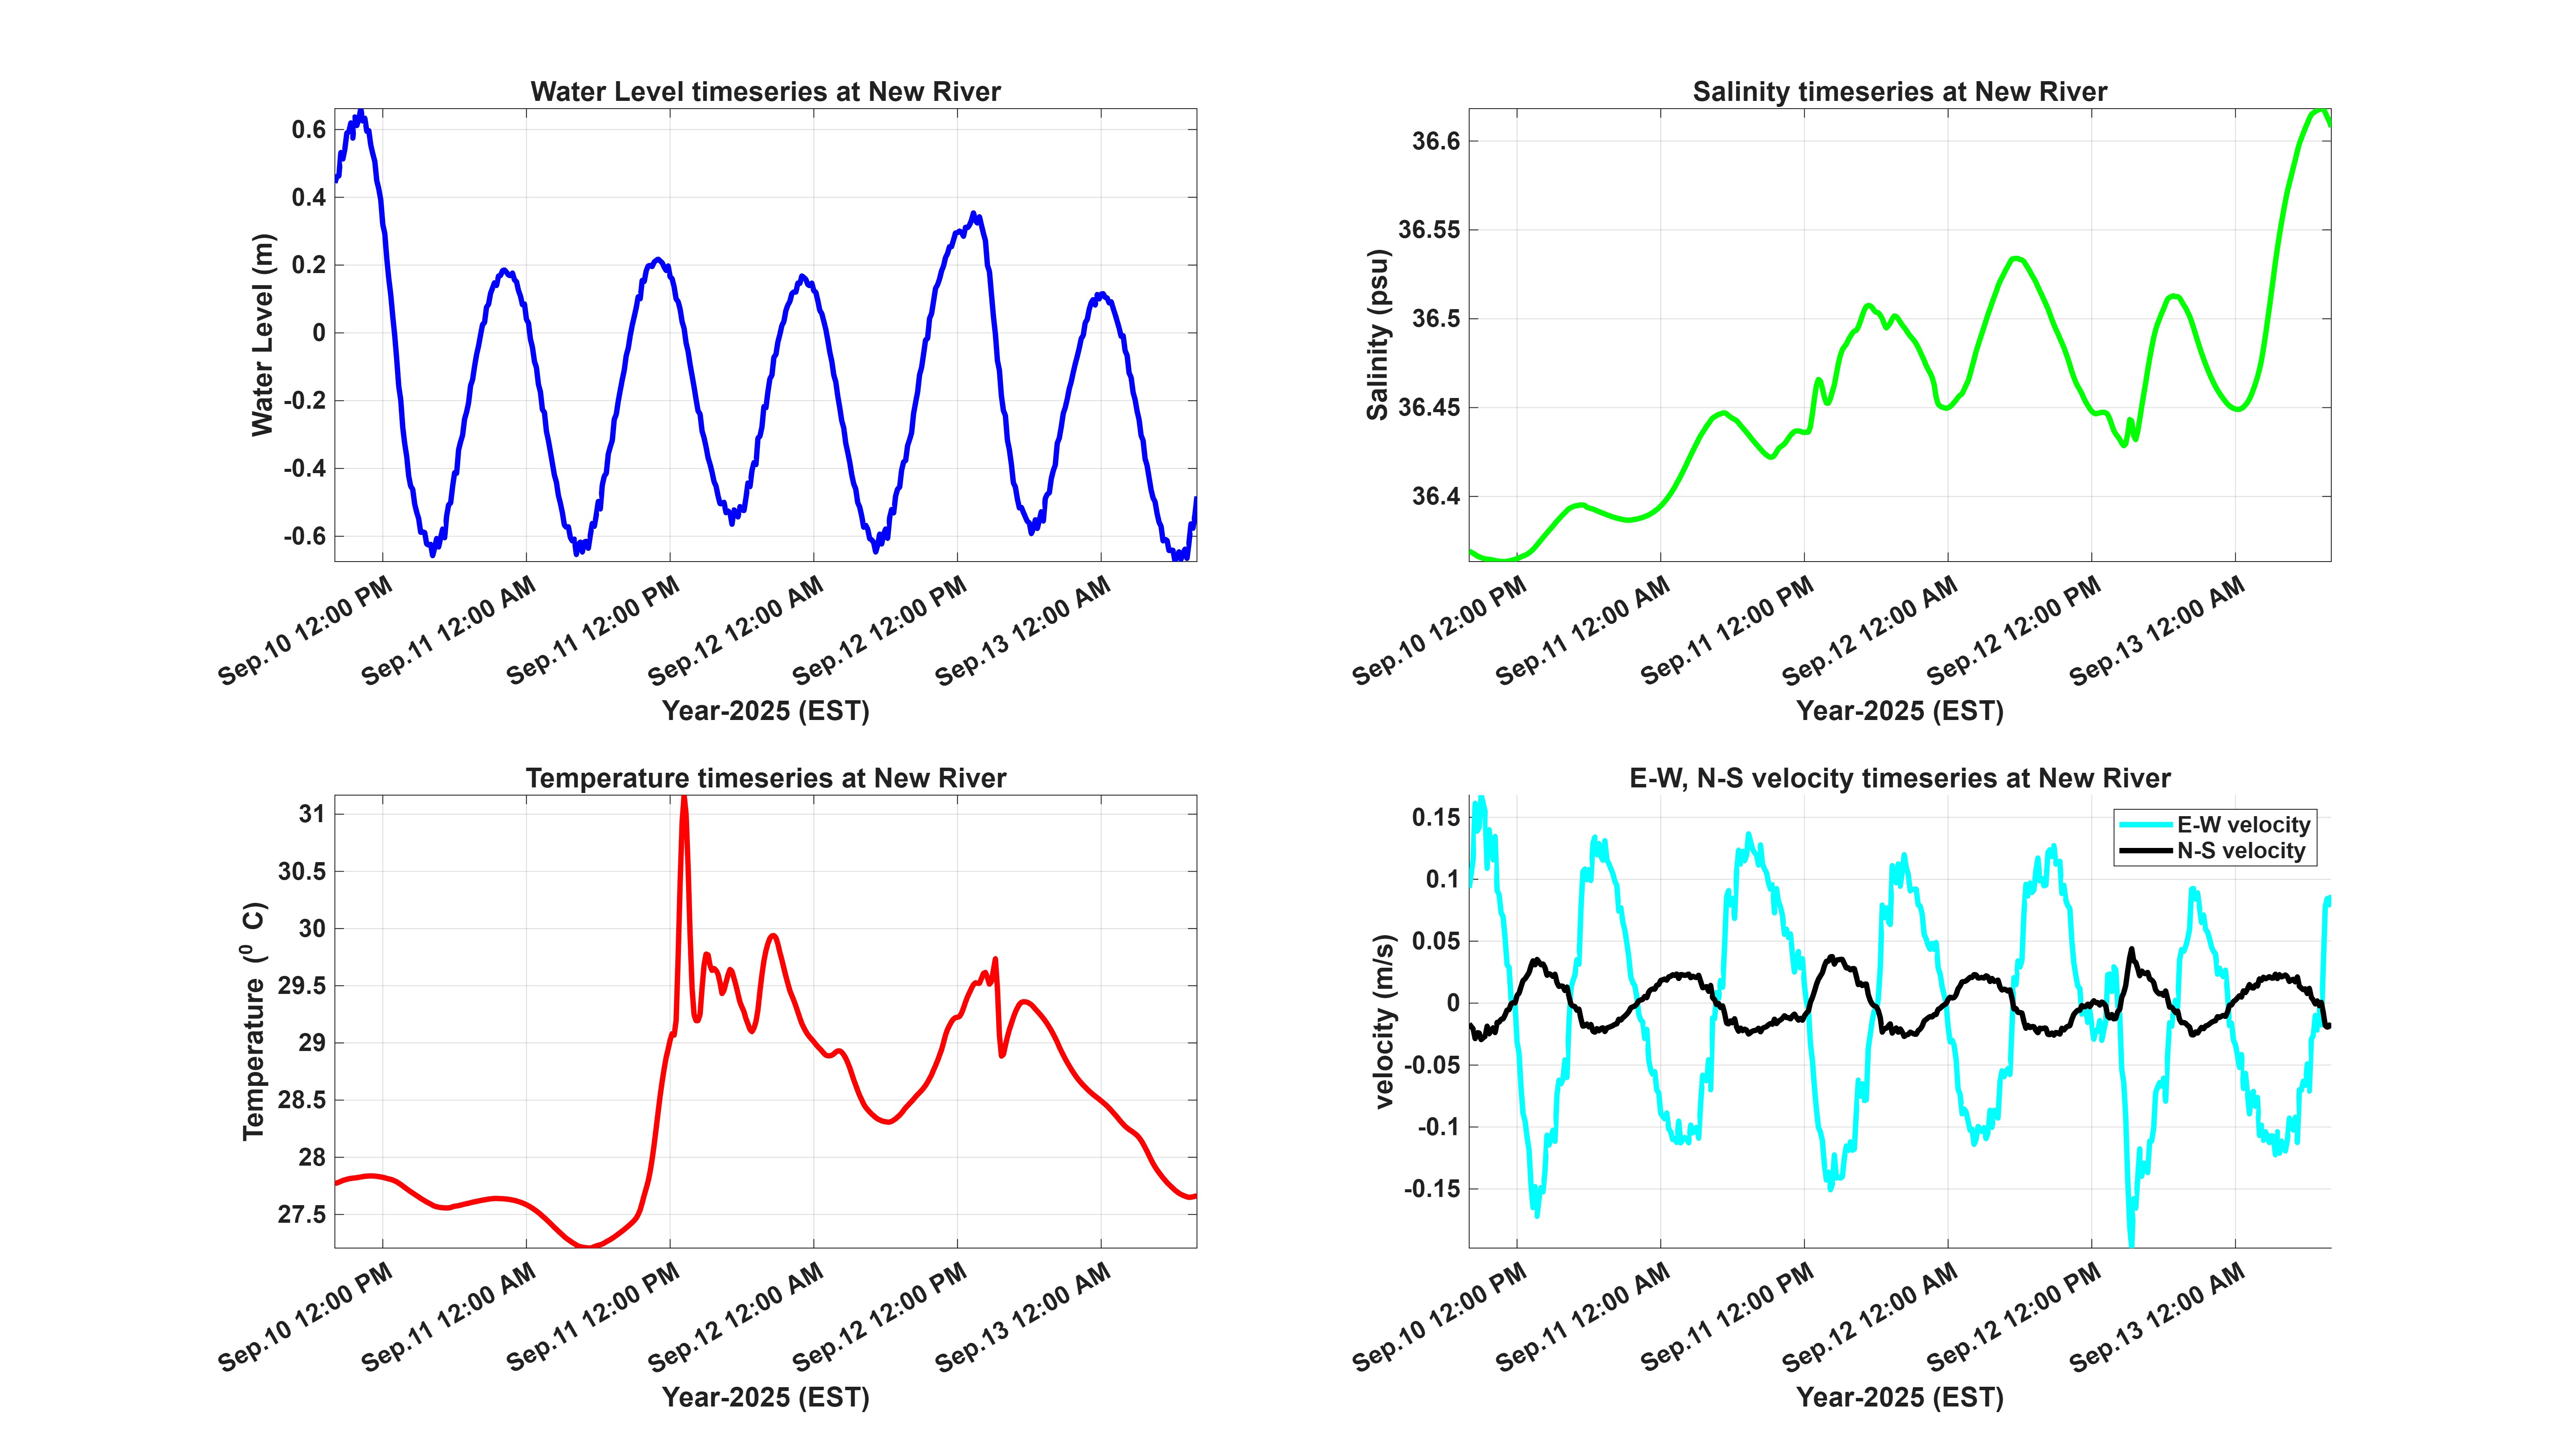 Water Level timeseries at New River
Water Level (m)
0.6
0.4
0.2
0
-0.2
-0.4
-0.6
Sep.10 12:00 PM
Sep.11 12:00 AM
Sep.11 12:00 PM
Sep.12 12:00 AM
Sep.12 12:00 PM
Sep.13 12:00 AM
Year-2025 (EST)
Salinity timeseries at New River
Salinity (psu)
36.6
36.55
36.5
36.45
36.4
Sep.10 12:00 PM
Sep.11 12:00 AM
Sep.11 12:00 PM
Sep.12 12:00 AM
Sep.12 12:00 PM
Sep.13 12:00 AM
Year-2025 (EST)
Temperature timeseries at New River
Temperature (⁰ C)
31
30.5
30
29.5
29
28.5
28
27.5
Sep.10 12:00 PM
Sep.11 12:00 AM
Sep.11 12:00 PM
Sep.12 12:00 AM
Sep.12 12:00 PM
Sep.13 12:00 AM
Year-2025 (EST)
E-W, N-S velocity timeseries at New River
velocity (m/s)
0.15
0.1
0.05
0
-0.05
-0.1
-0.15
E-W velocity
N-S velocity
Sep.10 12:00 PM
Sep.11 12:00 AM
Sep.11 12:00 PM
Sep.12 12:00 AM
Sep.12 12:00 PM
Sep.13 12:00 AM
Year-2025 (EST)